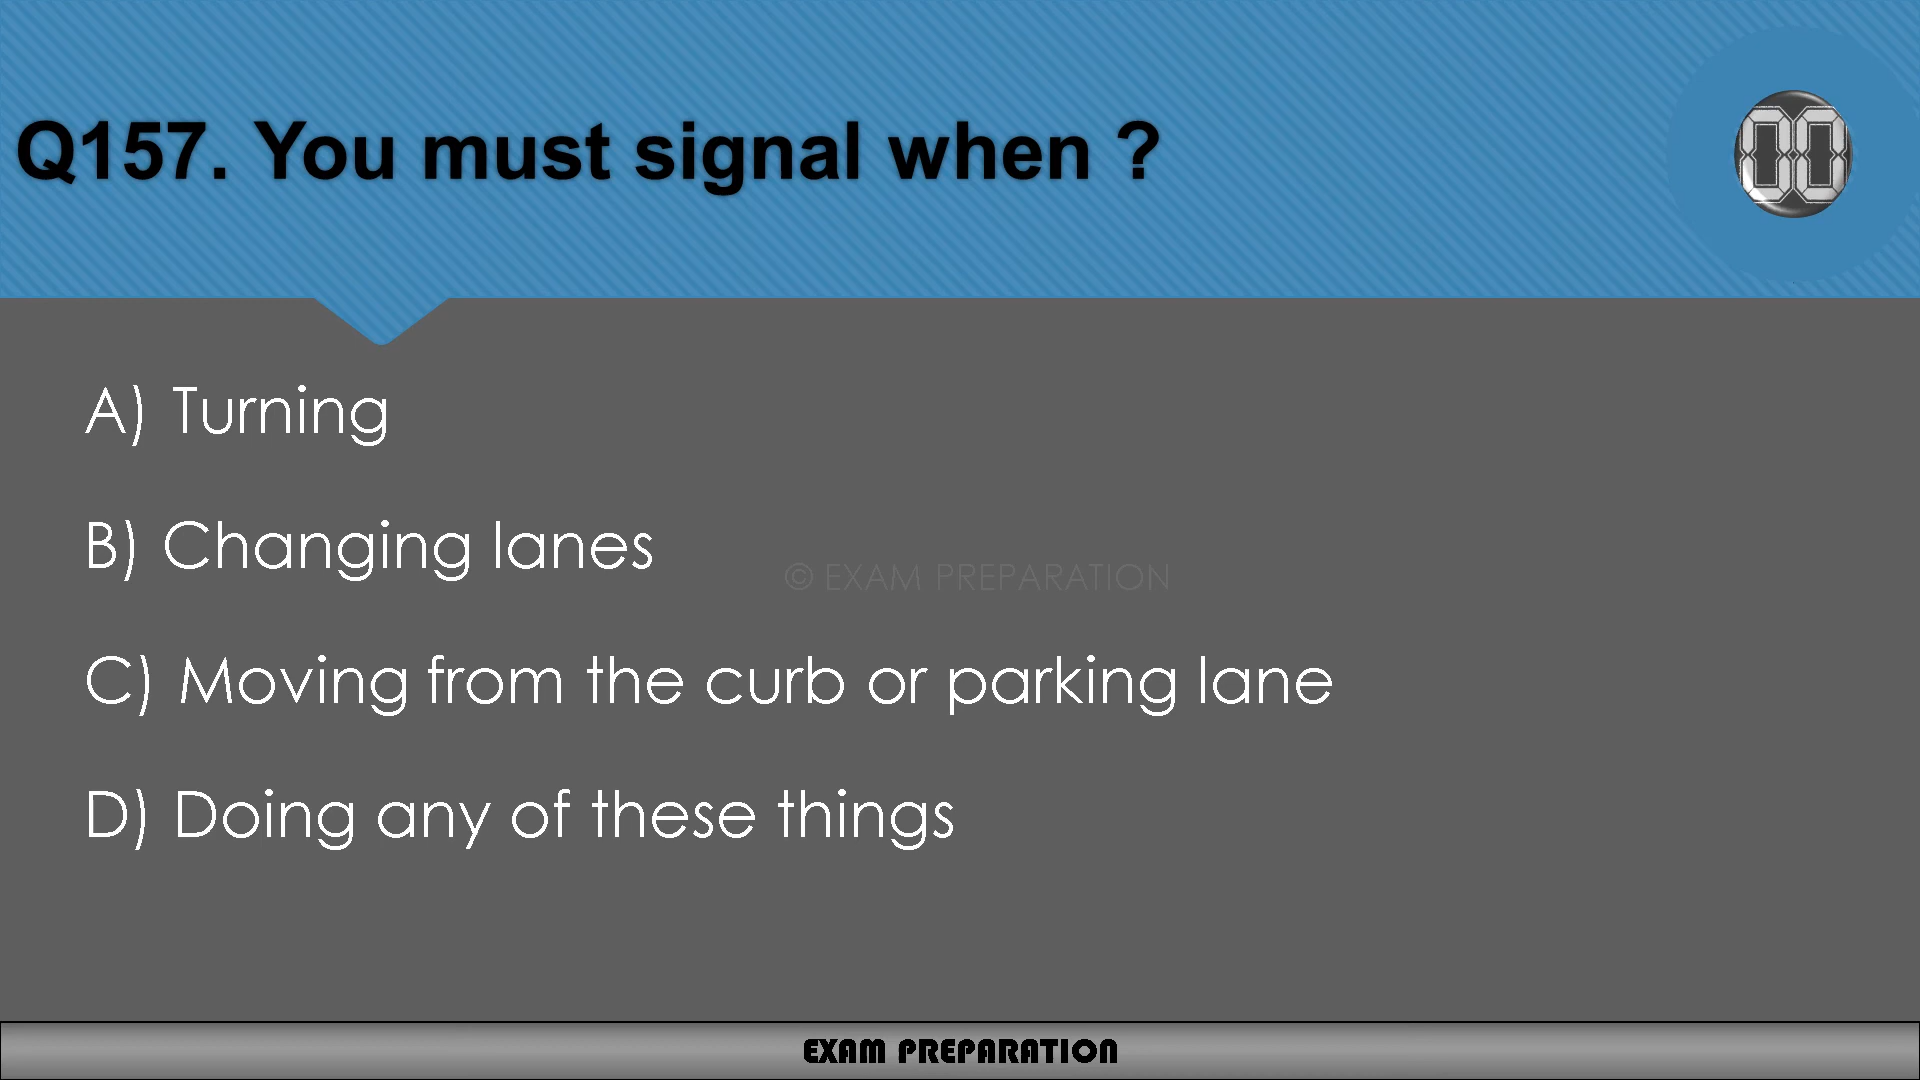 Q157. You must signal when ?
00
A) Turning
B) Changing lanes
© EXAM PREPARATION
C) Moving from the curb or parking lane
D) Doing any of these things
EXAM PREPARATION